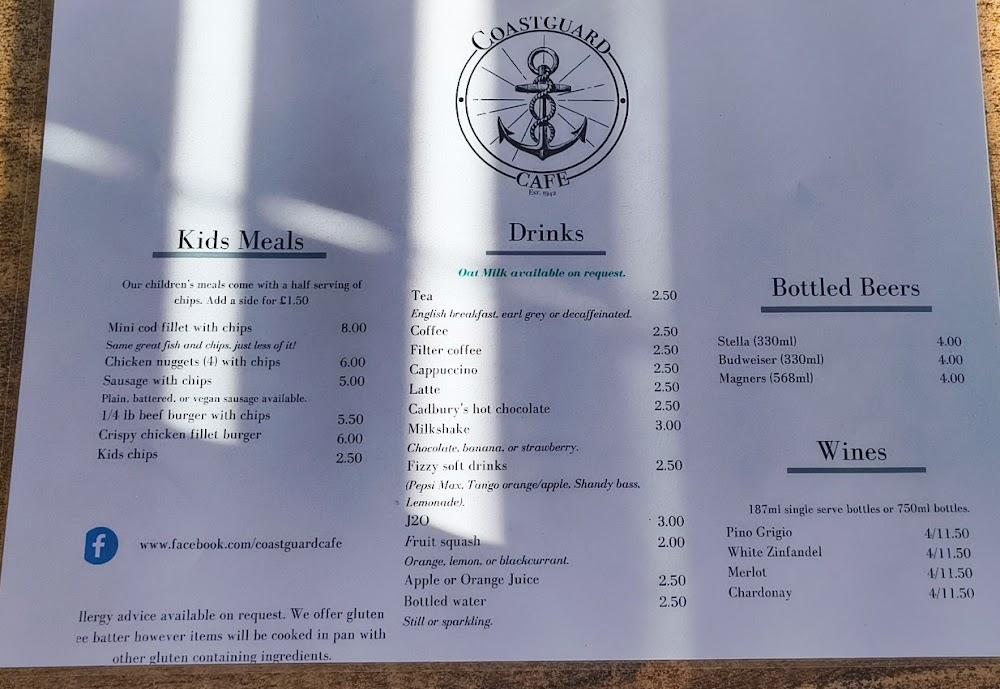 COASTGUARD
CAFE
Est. 1942
Kids Meals
Our children's meals come with a half serving of
chips. Add a side for £1.50
Mini cod fillet with chips 8.00
Same great fish and chips, just less of it!
Chicken nuggets (4) with chips 6.00
Sausage with chips 5.00
Plain, battered, or vegan sausage available.
1/4 lb beef burger with chips 5.50
Crispy chicken fillet burger 6.00
Kids chips 2.50
f www.facebook.com/coastguardcafe
llergy advice available on request. We offer gluten
ee batter however items will be cooked in pan with
other gluten containing ingredients.
Drinks
Oat Milk available on request.
Tea 2.50
English breakfast, earl grey or decaffeinated.
Coffee 2.50
Filter coffee 2.50
Cappuccino 2.50
Latte 2.50
Cadbury's hot chocolate 2.50
Milkshake 3.00
Chocolate, banana, or strawberry.
Fizzy soft drinks 2.50
(Pepsi Max, Tango orange/apple, Shandy bass,
Lemonade).
J2O 3.00
Fruit squash 2.00
Orange, lemon, or blackcurrant.
Apple or Orange Juice 2.50
Bottled water 2.50
Still or sparkling.
Bottled Beers
Stella (330ml) 4.00
Budweiser (330ml) 4.00
Magners (568ml) 4.00
Wines
187ml single serve bottles or 750ml bottles.
Pino Grigio 4/11.50
White Zinfandel 4/11.50
Merlot 4/11.50
Chardonay 4/11.50